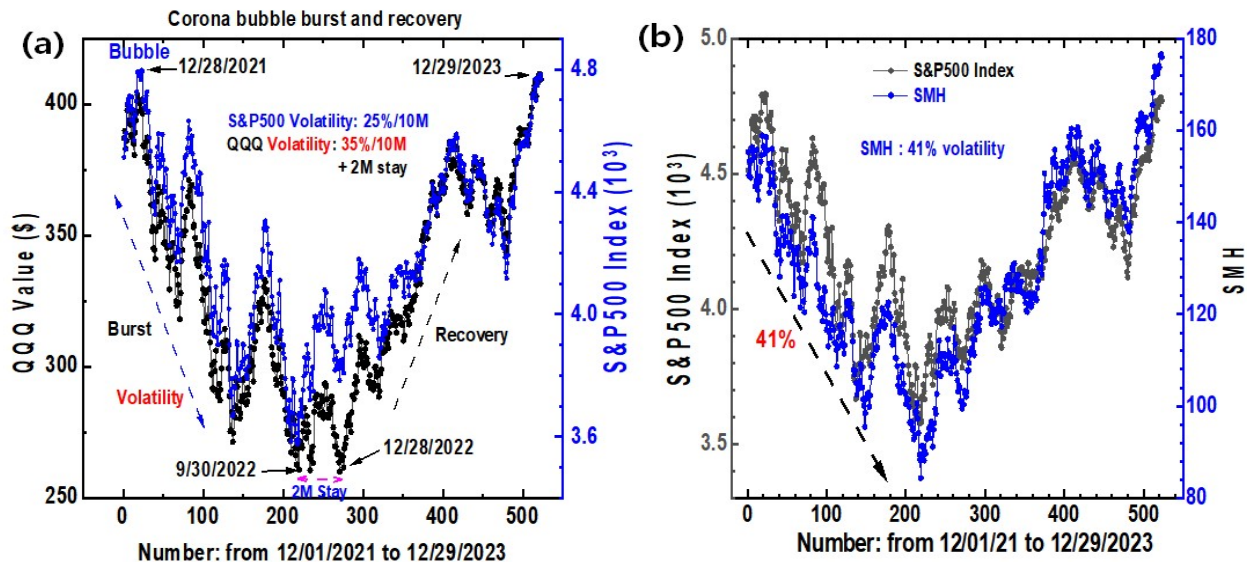 Corona bubble burst and recovery
(a)
Bubble
12/28/2021
12/29/2023
S&P500 Volatility: 25%/10M
QQQ Volatility: 35%/10M
+ 2M stay
Burst
Recovery
Volatility
9/30/2022
12/28/2022
2M Stay
QQQ Value ($)
400
350
300
250
S&P500 Index (10³)
4.8
4.4
4.0
3.6
0 100 200 300 400 500
Number: from 12/01/2021 to 12/29/2023
(b)
S&P500 Index
SMH
SMH : 41% volatility
41%
S&P500 Index (10³)
5.0
4.5
4.0
3.5
SMH
180
160
140
120
100
80
0 100 200 300 400 500
Number: from 12/01/21 to 12/29/2023